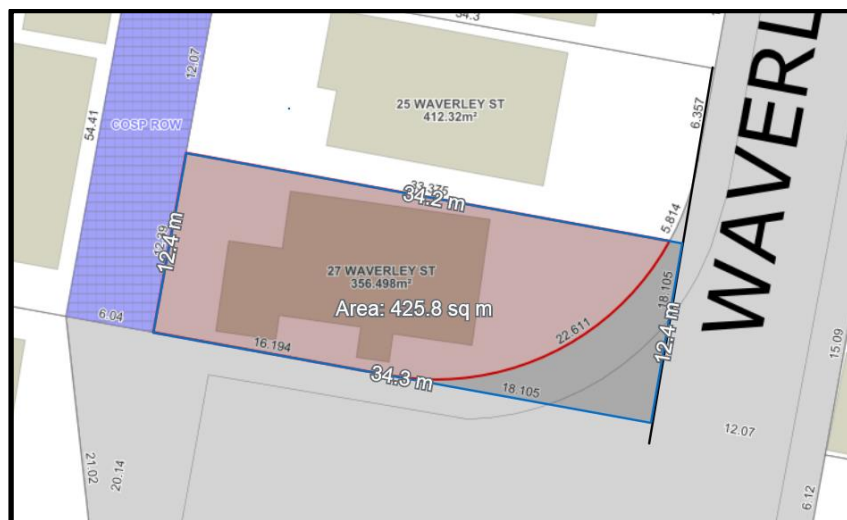 34.3
12.07
54.41
COSP ROW
25 WAVERLEY ST
412.32m²
6.357
WAVERL
33.375
34.2 m
5.814
12.4 m
27 WAVERLEY ST
356.498m²
Area: 425.8 sq m
18.105
22.611
12.4 m
6.04
16.194
34.3 m
18.105
15.09
12.07
21.02
20.14
6.12